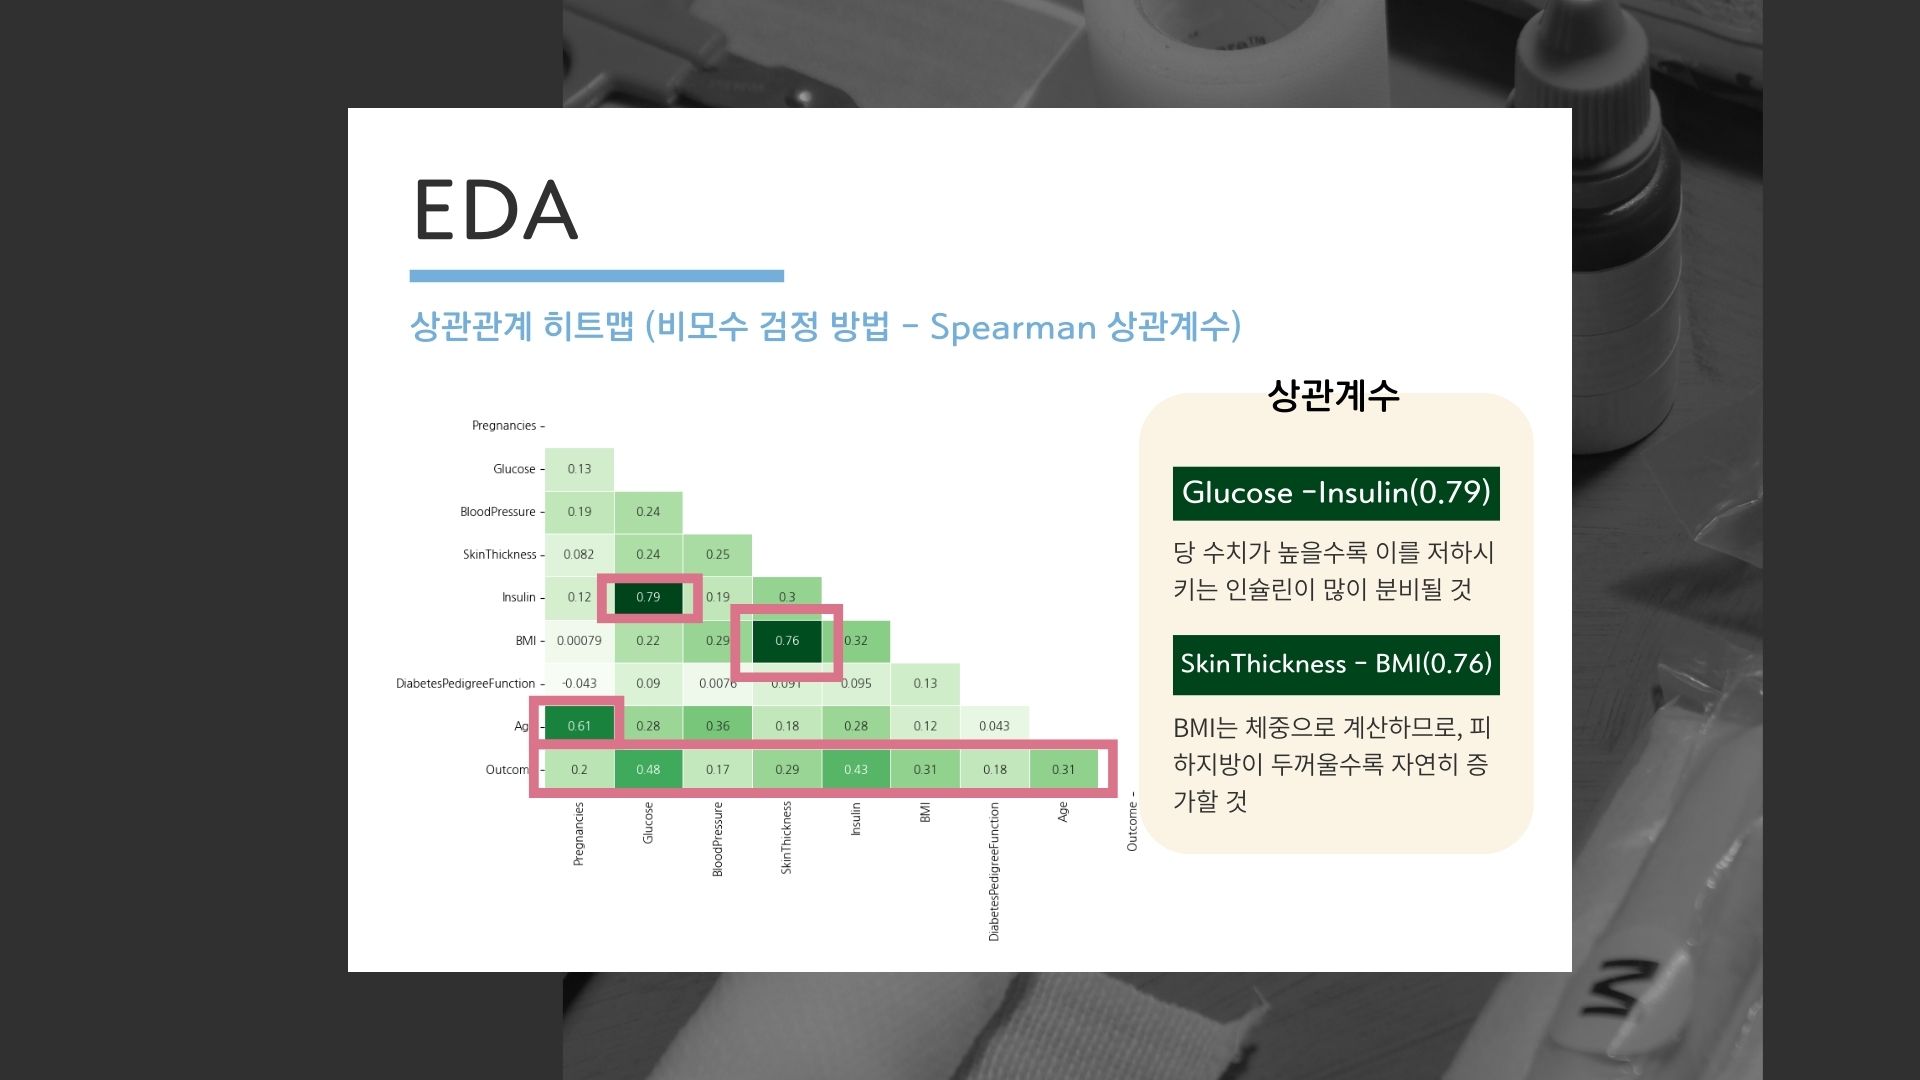 EDA
상관관계 히트맵 (비모수 검정 방법 - Spearman 상관계수)
상관계수
Pregnancies
Glucose 0.13
BloodPressure 0.19 0.24
SkinThickness 0.082 0.24 0.25
Insulin 0.12 0.79 0.19 0.3
BMI 0.00079 0.22 0.29 0.76 0.32
DiabetesPedigreeFunction -0.043 0.09 0.0076 0.091 0.095 0.13
Age 0.61 0.28 0.36 0.18 0.28 0.12 0.043
Outcome 0.2 0.48 0.17 0.29 0.43 0.31 0.18 0.31
Pregnancies
Glucose
BloodPressure
SkinThickness
Insulin
BMI
DiabetesPedigreeFunction
Age
Outcome
Glucose -Insulin(0.79)
당 수치가 높을수록 이를 저하시
키는 인슐린이 많이 분비될 것
SkinThickness - BMI(0.76)
BMI는 체중으로 계산하므로, 피
하지방이 두꺼울수록 자연히 증
가할 것